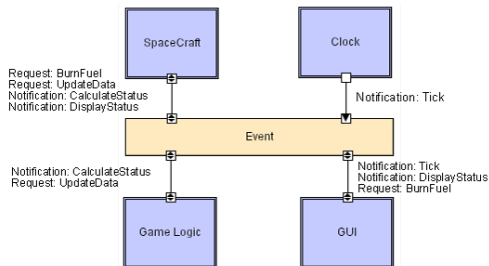 SpaceCraft
Clock
Request: BurnFuel
Request: UpdateData
Notification: CalculateStatus
Notification: DisplayStatus
Notification: Tick
Event
Notification: CalculateStatus
Request: UpdateData
Notification: Tick
Notification: DisplayStatus
Request: BurnFuel
Game Logic
GUI